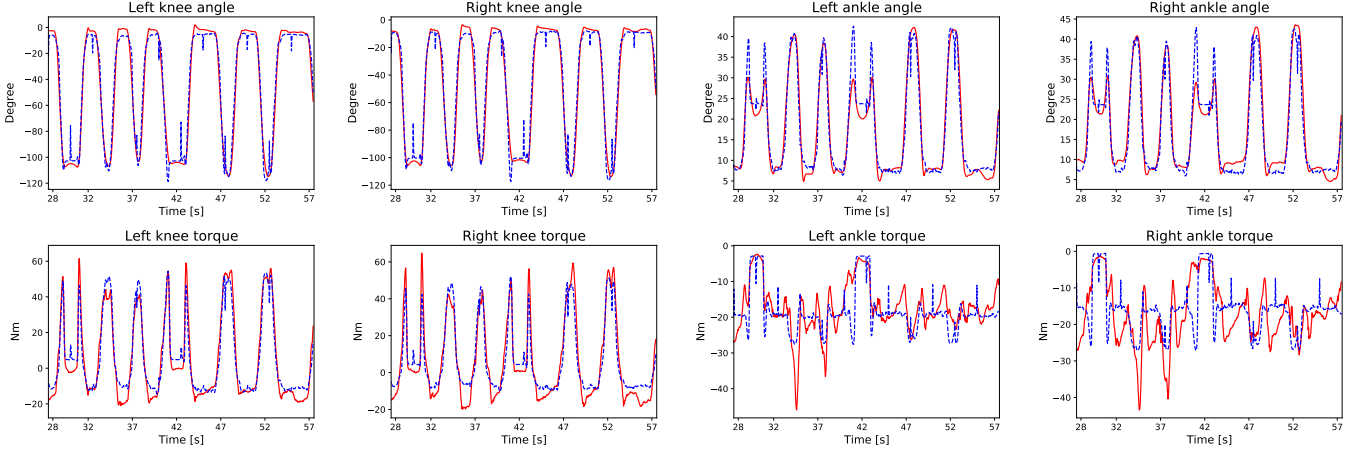 Left knee angle
Right knee angle
Left ankle angle
Right ankle angle
Degree
0
−20
−40
−60
−80
−100
−120
28 32 37 42 47 52 57
Time [s]
Degree
0
−20
−40
−60
−80
−100
−120
28 32 37 42 47 52 57
Time [s]
Degree
40
35
30
25
20
15
10
5
28 32 37 42 47 52 57
Time [s]
Degree
45
40
35
30
25
20
15
10
5
28 32 37 42 47 52 57
Time [s]
Left knee torque
Right knee torque
Left ankle torque
Right ankle torque
Nm
60
40
20
0
−20
28 32 37 42 47 52 57
Time [s]
Nm
60
40
20
0
−20
28 32 37 42 47 52 57
Time [s]
Nm
0
−10
−20
−30
−40
28 32 37 42 47 52 57
Time [s]
Nm
0
−10
−20
−30
−40
28 32 37 42 47 52 57
Time [s]